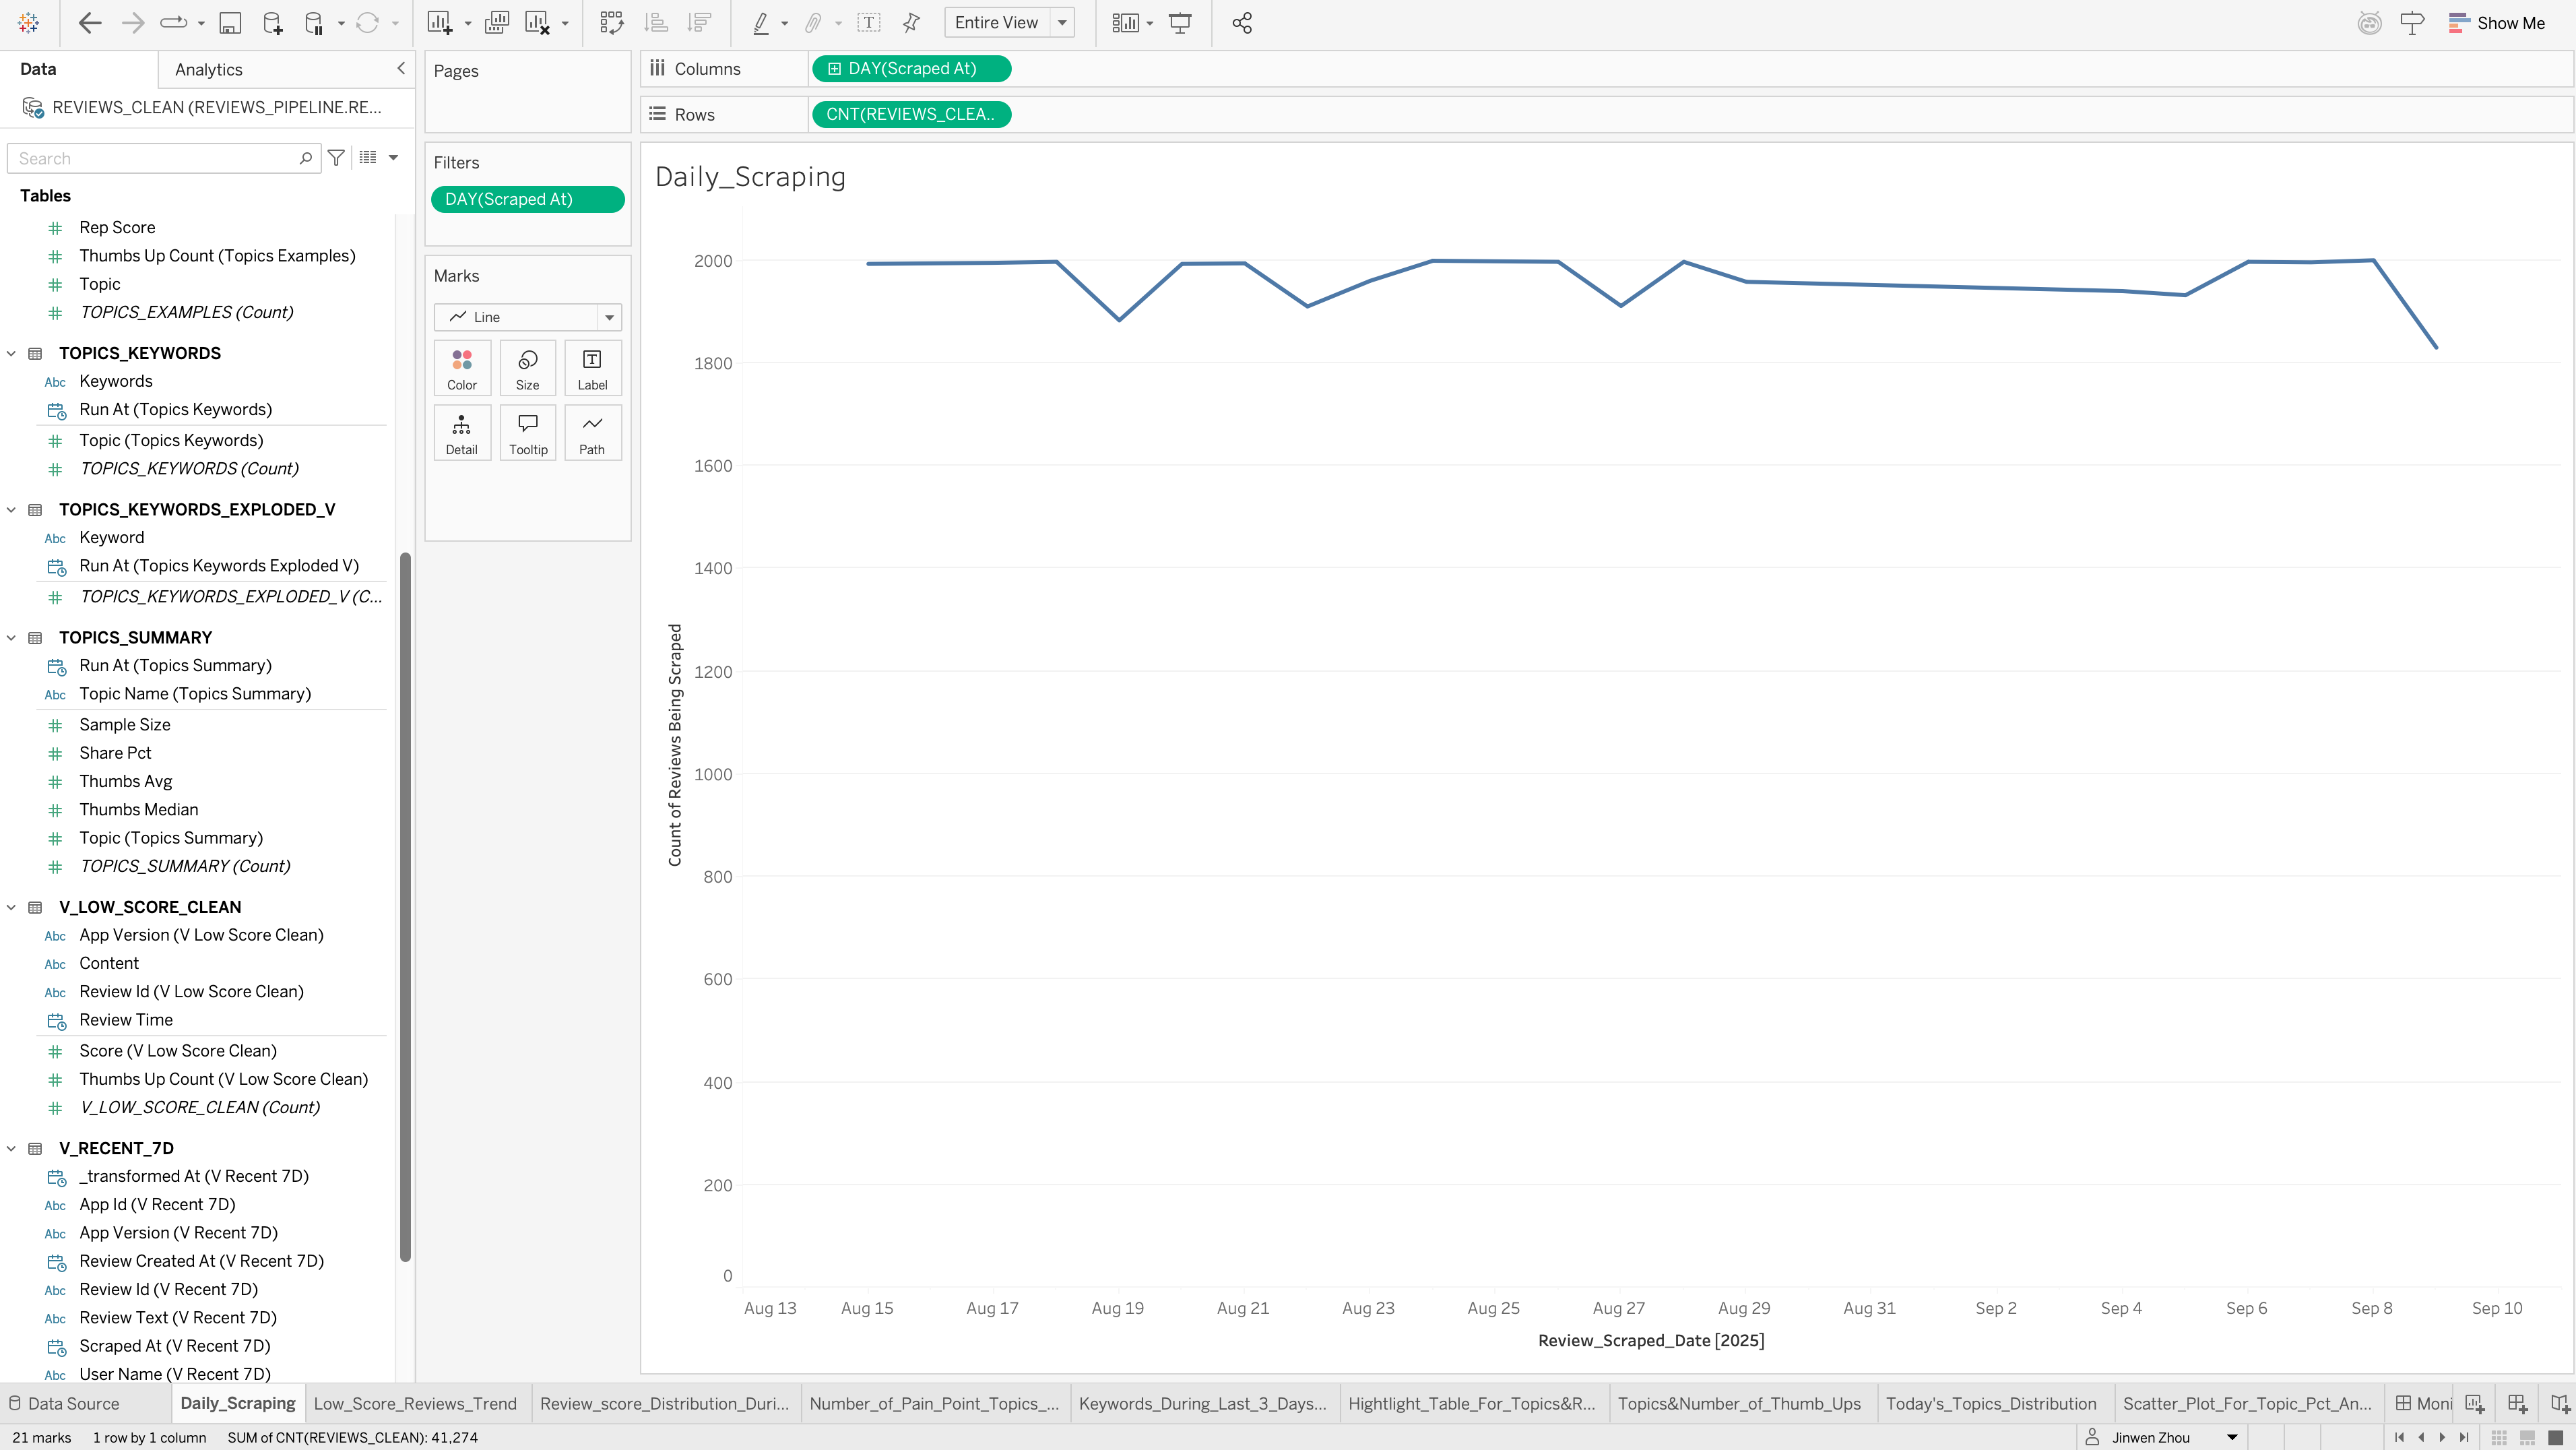 Entire View
Show Me
Data
Analytics
REVIEWS_CLEAN (REVIEWS_PIPELINE.RE...
Search
Tables
# Rep Score
# Thumbs Up Count (Topics Examples)
# Topic
# TOPICS_EXAMPLES (Count)
TOPICS_KEYWORDS
Abc Keywords
Run At (Topics Keywords)
# Topic (Topics Keywords)
# TOPICS_KEYWORDS (Count)
TOPICS_KEYWORDS_EXPLODED_V
Abc Keyword
Run At (Topics Keywords Exploded V)
# TOPICS_KEYWORDS_EXPLODED_V (C...
TOPICS_SUMMARY
Run At (Topics Summary)
Abc Topic Name (Topics Summary)
# Sample Size
# Share Pct
# Thumbs Avg
# Thumbs Median
# Topic (Topics Summary)
# TOPICS_SUMMARY (Count)
V_LOW_SCORE_CLEAN
Abc App Version (V Low Score Clean)
Abc Content
Abc Review Id (V Low Score Clean)
Review Time
# Score (V Low Score Clean)
# Thumbs Up Count (V Low Score Clean)
# V_LOW_SCORE_CLEAN (Count)
V_RECENT_7D
_transformed At (V Recent 7D)
Abc App Id (V Recent 7D)
Abc App Version (V Recent 7D)
Review Created At (V Recent 7D)
Abc Review Id (V Recent 7D)
Abc Review Text (V Recent 7D)
Scraped At (V Recent 7D)
Abc User Name (V Recent 7D)
Pages
Filters
DAY(Scraped At)
Marks
Line
Color
Size
Label
Detail
Tooltip
Path
Columns
DAY(Scraped At)
Rows
CNT(REVIEWS_CLEA..
Daily_Scraping
2000
1800
1600
1400
1200
1000
800
600
400
200
0
Count of Reviews Being Scraped
Aug 13 Aug 15 Aug 17 Aug 19 Aug 21 Aug 23 Aug 25 Aug 27 Aug 29 Aug 31 Sep 2 Sep 4 Sep 6 Sep 8 Sep 10
Review_Scraped_Date [2025]
Data Source
Daily_Scraping
Low_Score_Reviews_Trend
Review_score_Distribution_Duri...
Number_of_Pain_Point_Topics_...
Keywords_During_Last_3_Days...
Hightlight_Table_For_Topics&R...
Topics&Number_of_Thumb_Ups
Today's_Topics_Distribution
Scatter_Plot_For_Topic_Pct_An...
Moni
21 marks
1 row by 1 column
SUM of CNT(REVIEWS_CLEAN): 41,274
Jinwen Zhou